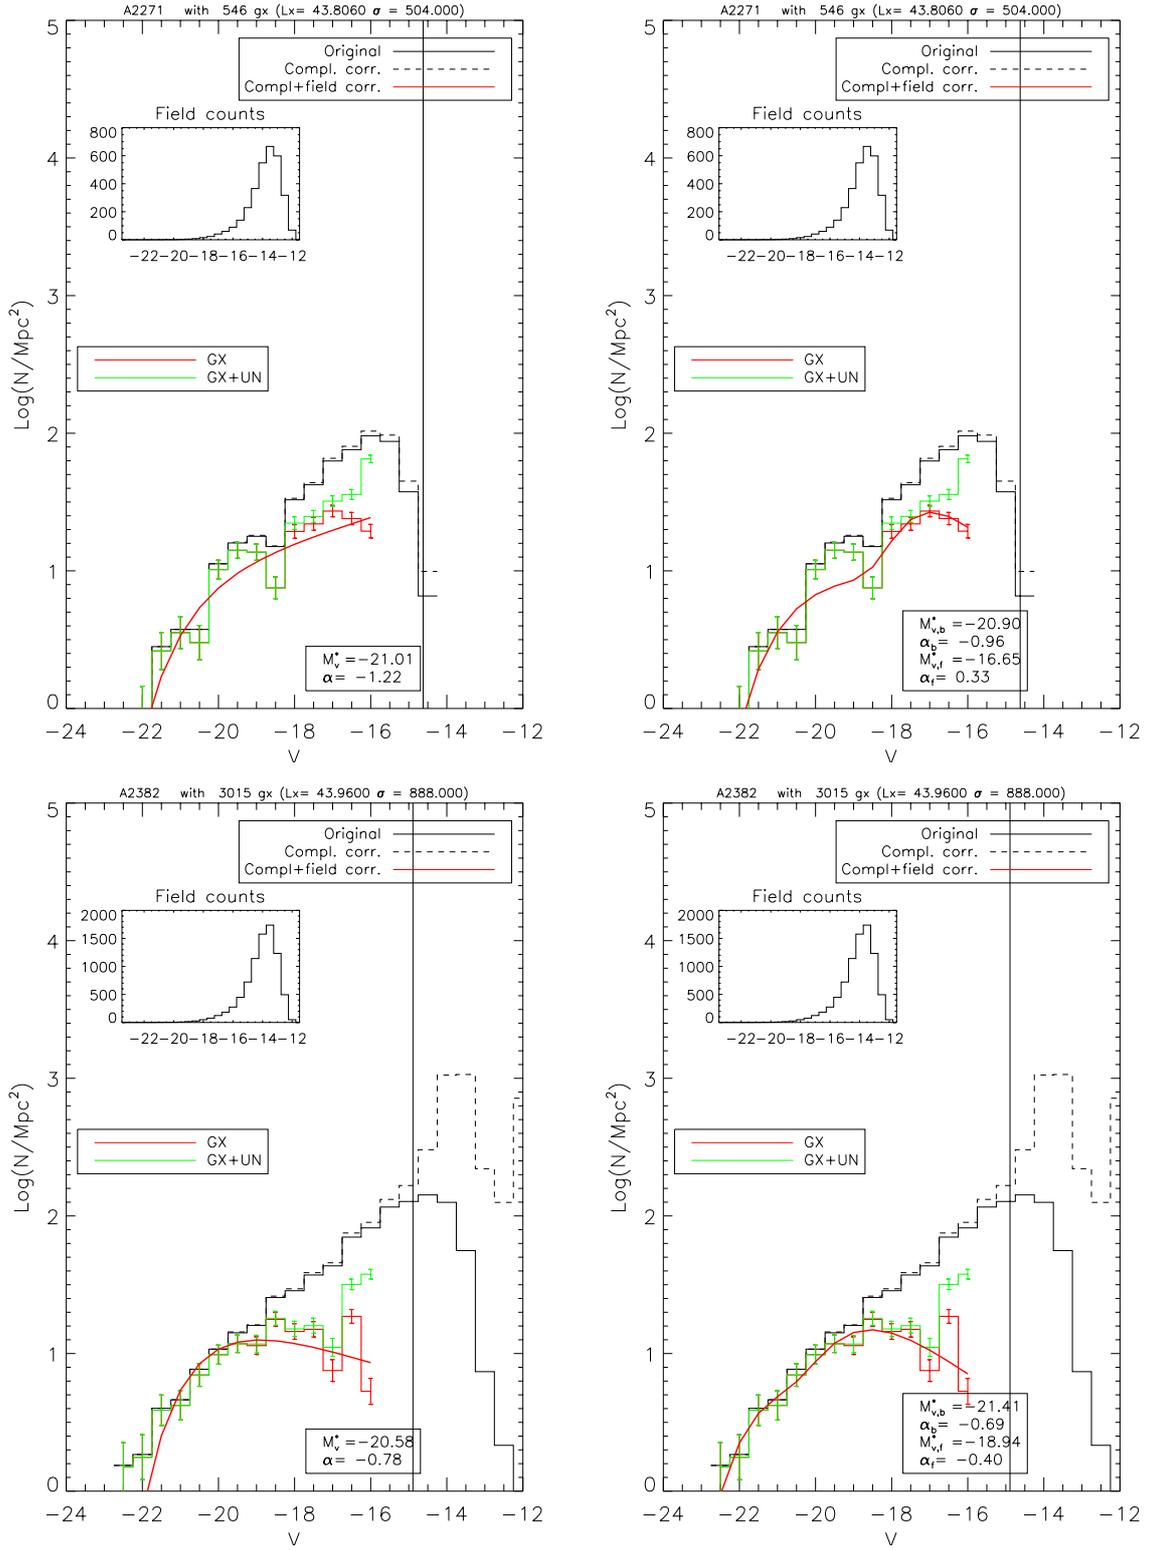 A2271 with 546 gx (Lx= 43.8060 σ = 504.000)
Original
Compl. corr.
Compl+field corr.
Field counts
800
600
400
200
0
−22−20−18−16−14−12
GX
GX+UN
M*v =−21.01
α= −1.22
5
4
3
2
1
0
Log(N/Mpc²)
−24 −22 −20 −18 −16 −14 −12
V
A2271 with 546 gx (Lx= 43.8060 σ = 504.000)
Original
Compl. corr.
Compl+field corr.
Field counts
800
600
400
200
0
−22−20−18−16−14−12
GX
GX+UN
M*v,b =−20.90
αb= −0.96
M*v,f =−16.65
αf= 0.33
5
4
3
2
1
0
Log(N/Mpc²)
−24 −22 −20 −18 −16 −14 −12
V
A2382 with 3015 gx (Lx= 43.9600 σ = 888.000)
Original
Compl. corr.
Compl+field corr.
Field counts
2000
1500
1000
500
0
−22−20−18−16−14−12
GX
GX+UN
M*v =−20.58
α= −0.78
5
4
3
2
1
0
Log(N/Mpc²)
−24 −22 −20 −18 −16 −14 −12
V
A2382 with 3015 gx (Lx= 43.9600 σ = 888.000)
Original
Compl. corr.
Compl+field corr.
Field counts
2000
1500
1000
500
0
−22−20−18−16−14−12
GX
GX+UN
M*v,b =−21.41
αb= −0.69
M*v,f =−18.94
αf= −0.40
5
4
3
2
1
0
Log(N/Mpc²)
−24 −22 −20 −18 −16 −14 −12
V